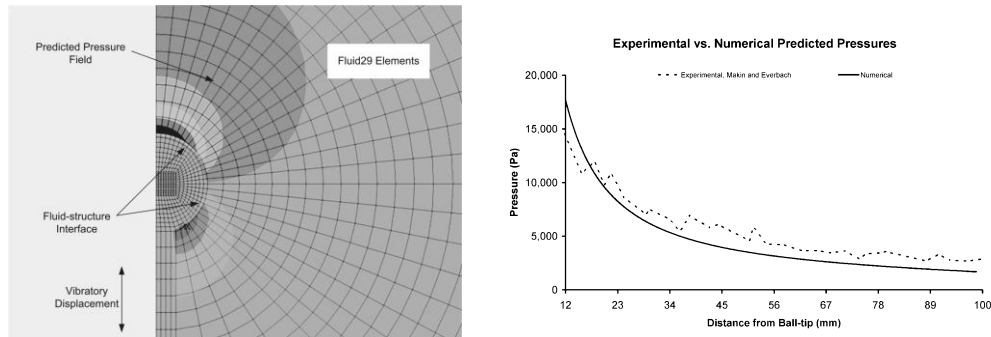 Predicted Pressure
Field
Fluid29 Elements
Fluid-structure
Interface
Vibratory
Displacement
Experimental vs. Numerical Predicted Pressures
Experimental, Makin and Everbach
Numerical
20,000
15,000
10,000
5,000
0
Pressure (Pa)
12 23 34 45 56 67 78 89 100
Distance from Ball-tip (mm)